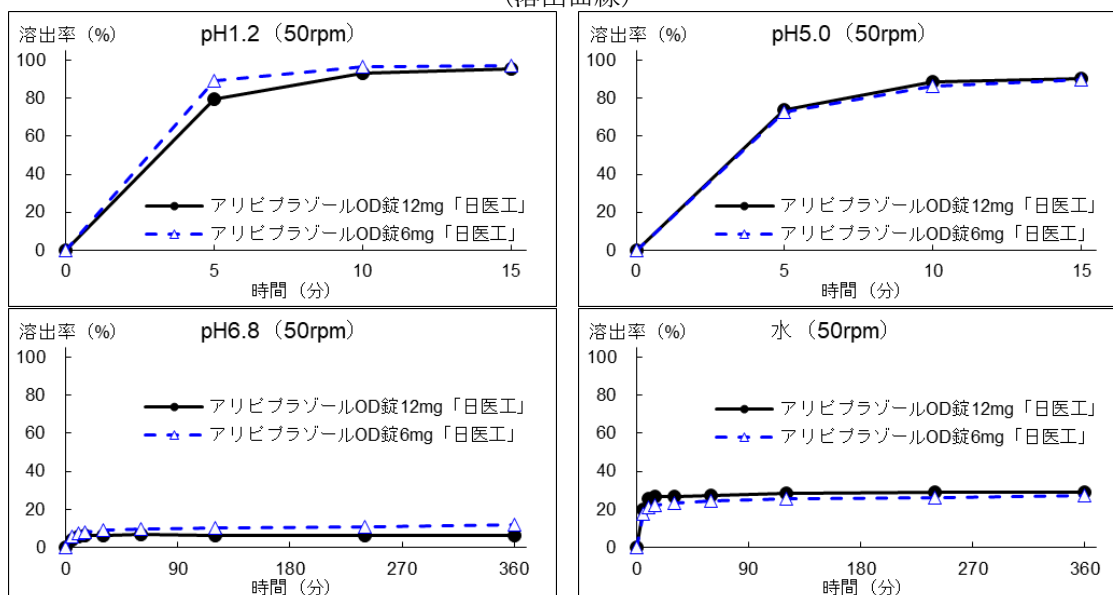 (溶出曲線)
溶出率 (%)
pH1.2 (50rpm)
100
80
60
40
20
0
アリピプラゾールOD錠12mg「日医工」
アリピプラゾールOD錠6mg「日医工」
0 5 10 15
時間 (分)
溶出率 (%)
pH5.0 (50rpm)
100
80
60
40
20
0
アリピプラゾールOD錠12mg「日医工」
アリピプラゾールOD錠6mg「日医工」
0 5 10 15
時間 (分)
溶出率 (%)
pH6.8 (50rpm)
100
80
60
40
20
0
アリピプラゾールOD錠12mg「日医工」
アリピプラゾールOD錠6mg「日医工」
0 90 180 270 360
時間 (分)
溶出率 (%)
水 (50rpm)
100
80
60
40
20
0
アリピプラゾールOD錠12mg「日医工」
アリピプラゾールOD錠6mg「日医工」
0 90 180 270 360
時間 (分)